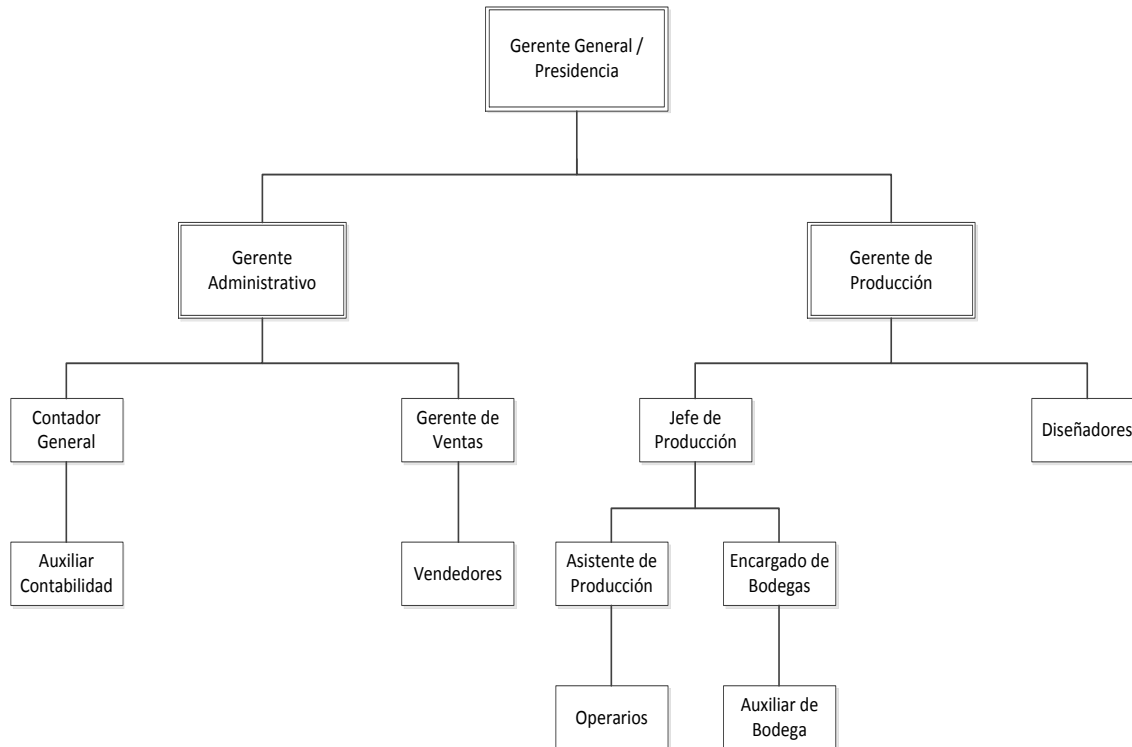 Gerente General /
Presidencia
Gerente
Administrativo
Gerente de
Producción
Contador
General
Gerente de
Ventas
Jefe de
Producción
Diseñadores
Auxiliar
Contabilidad
Vendedores
Asistente de
Producción
Encargado de
Bodegas
Operarios
Auxiliar de
Bodega